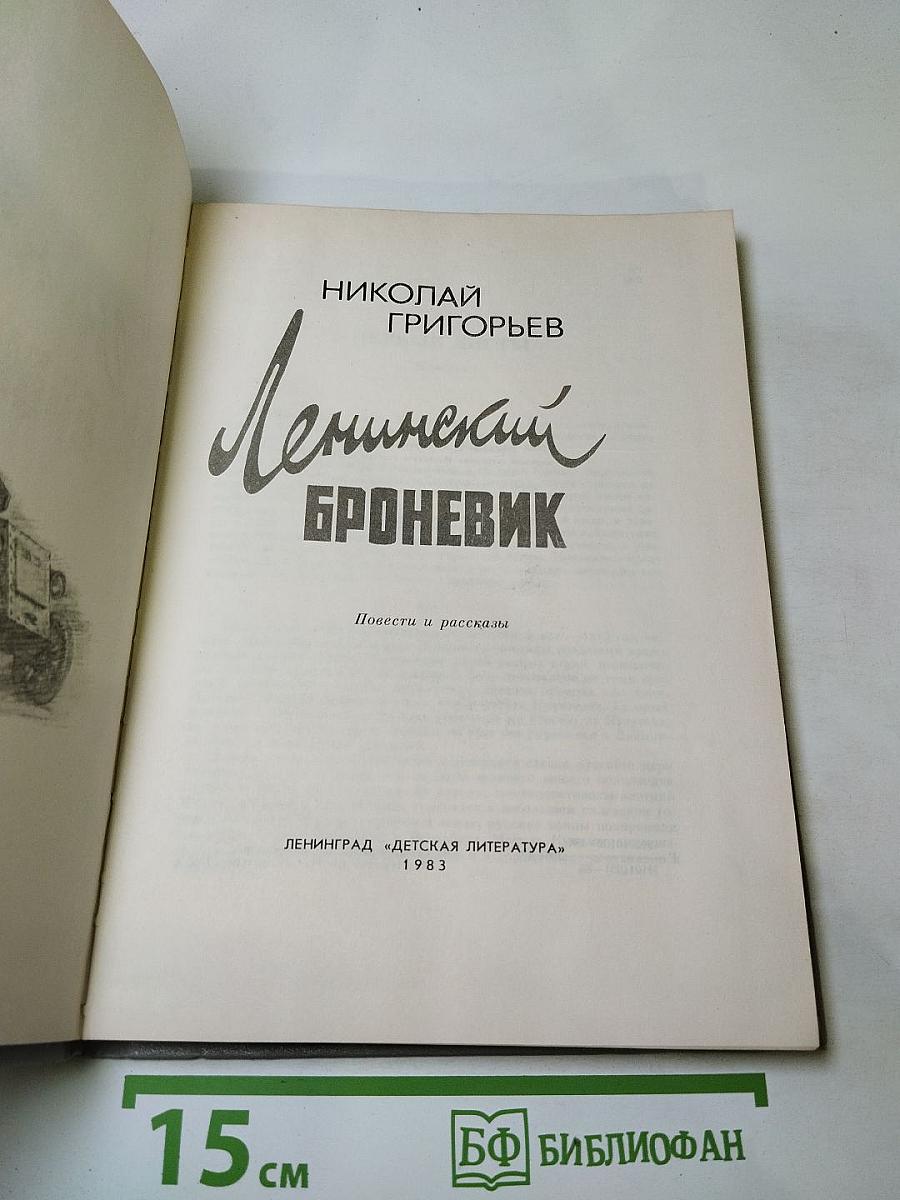 НИКОЛАЙ
ГРИГОРЬЕВ
Ленинский
БРОНЕВИК
Повести и рассказы
ЛЕНИНГРАД «ДЕТСКАЯ ЛИТЕРАТУРА»
1983
15 см
БФ БИБЛИОФАН